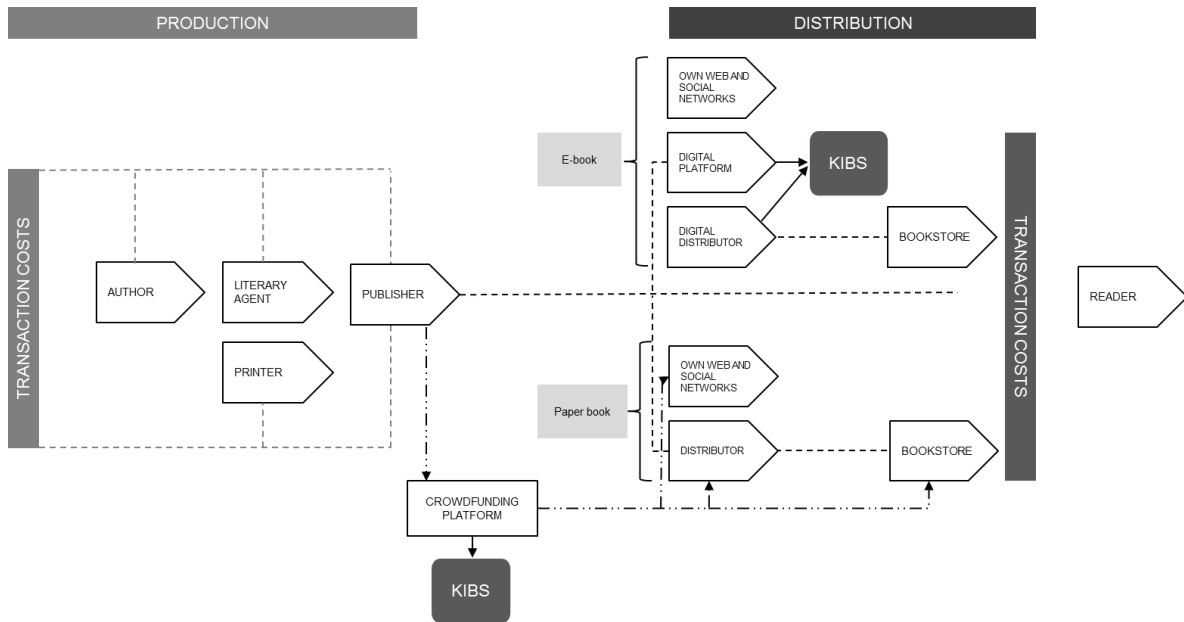 PRODUCTION
DISTRIBUTION
OWN WEB AND
SOCIAL
NETWORKS
E-book
DIGITAL
PLATFORM
KIBS
DIGITAL
DISTRIBUTOR
BOOKSTORE
TRANSACTION COSTS
AUTHOR
LITERARY
AGENT
PUBLISHER
TRANSACTION COSTS
READER
PRINTER
OWN WEB AND
SOCIAL
NETWORKS
Paper book
DISTRIBUTOR
BOOKSTORE
CROWDFUNDING
PLATFORM
KIBS